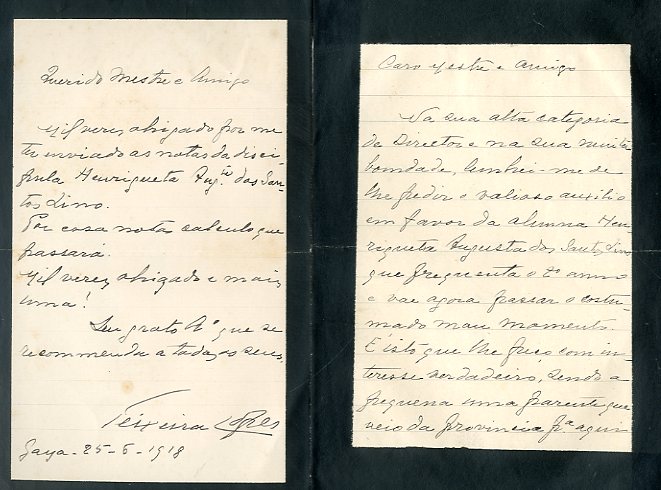 Querido Mestre e Amigo
Mil vezes obrigado por me
ter enviado as notas da disci-
pula Henriqueta Aug.ta dos San-
tos Lino.
Por essa nota calculo que
passará.
Mil vezes obrigado e mais
uma!
Seu grato A.º que se
recommenda a todos os seus,
Teixeira Lopes
Gaya-25-6-1918
Caro Mestre e Amigo
Na sua alta categoria
de Director e na sua muita
bondade, lembrei-me de
lhe pedir o valioso auxilio
em favor da alumna Hen-
riqueta Augusta dos Santos Lino
que frequenta o 2º anno
e vae agora passar o costu-
mado mau momento.
É isto que lhe peço com in-
teresse verdadeiro, sendo a
pequena uma parente que
veio da provincia p.ª aqui